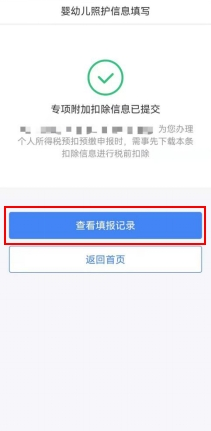 婴幼儿照护信息填写
专项附加扣除信息已提交
为您办理
个人所得税预扣预缴申报时，需事先下载本条
扣除信息进行税前扣除
查看填报记录
返回首页